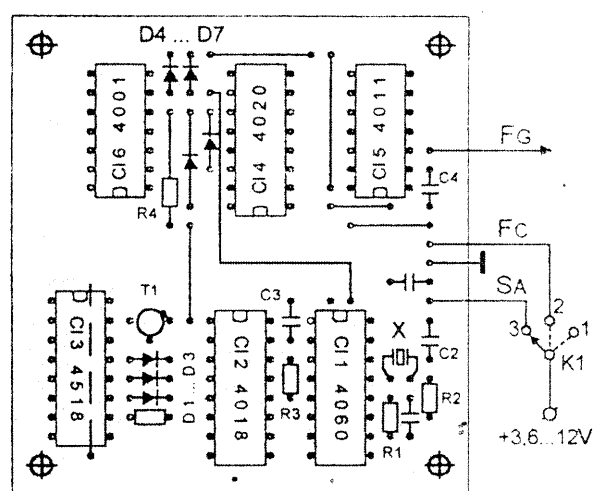 D4 ... D7
CI6 4001
CI4 4020
CI5 4011
FG
C4
R4
FC
SA
T1
C3
X
2
3
1
K1
C2
CI3 4518
D1...D3
CI2 4018
R3
CI1 4060
R1
R2
+3,6...12V